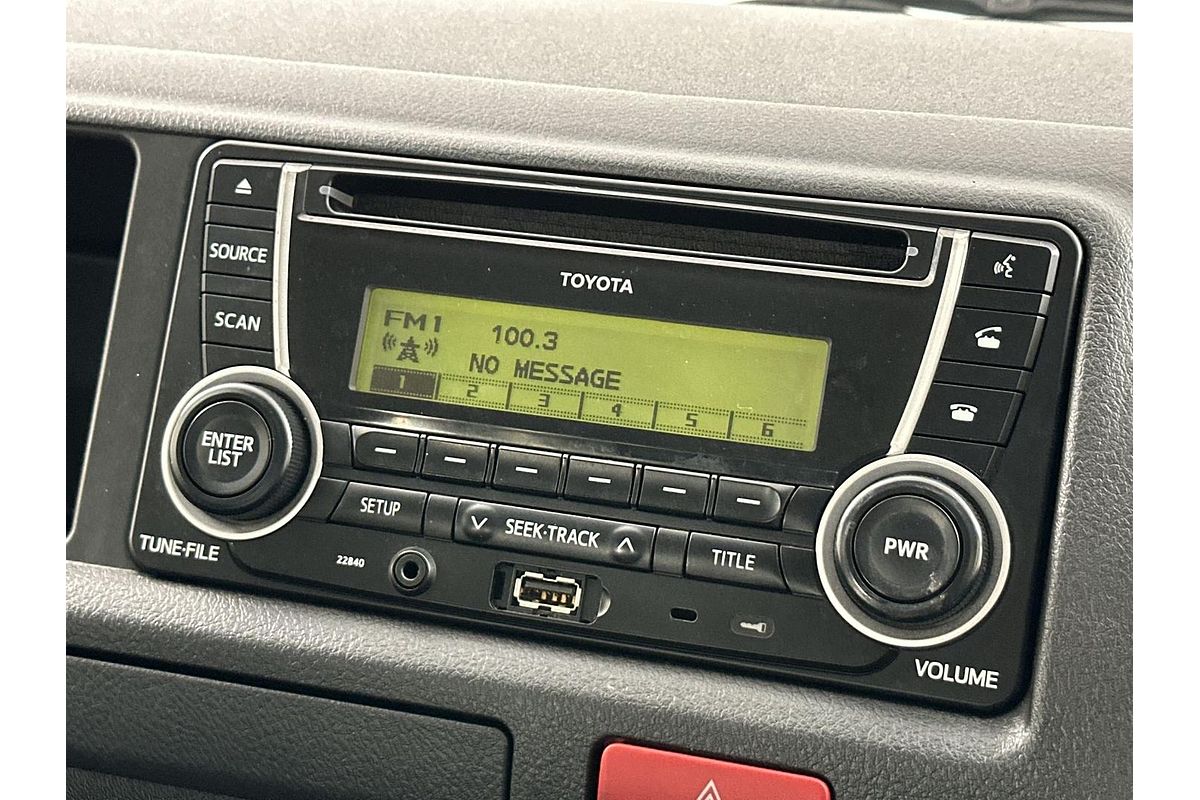 SOURCE
TOYOTA
SCAN
FM1 100.3
NO MESSAGE
1 2 3 4 5 6
ENTER
LIST
SETUP
SEEK·TRACK
TITLE
PWR
TUNE·FILE
22840
VOLUME